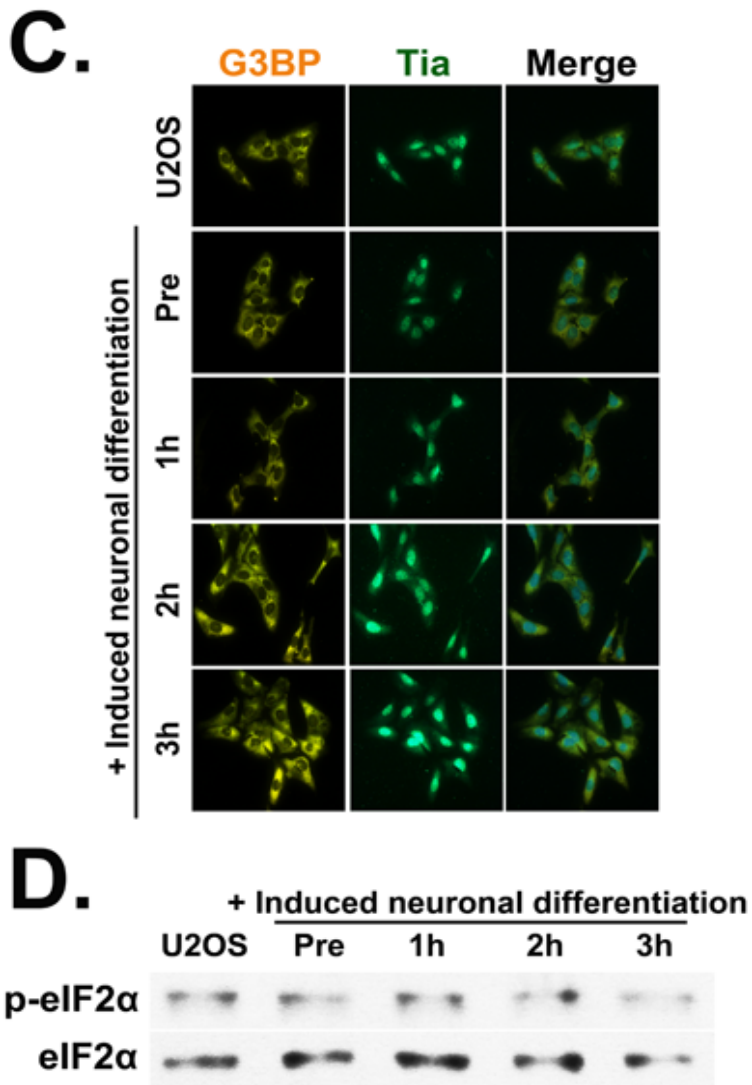 C.
G3BP Tia Merge
U2OS
+ Induced neuronal differentiation
Pre
1h
2h
3h
D.
+ Induced neuronal differentiation
U2OS Pre 1h 2h 3h
p-eIF2α
eIF2α